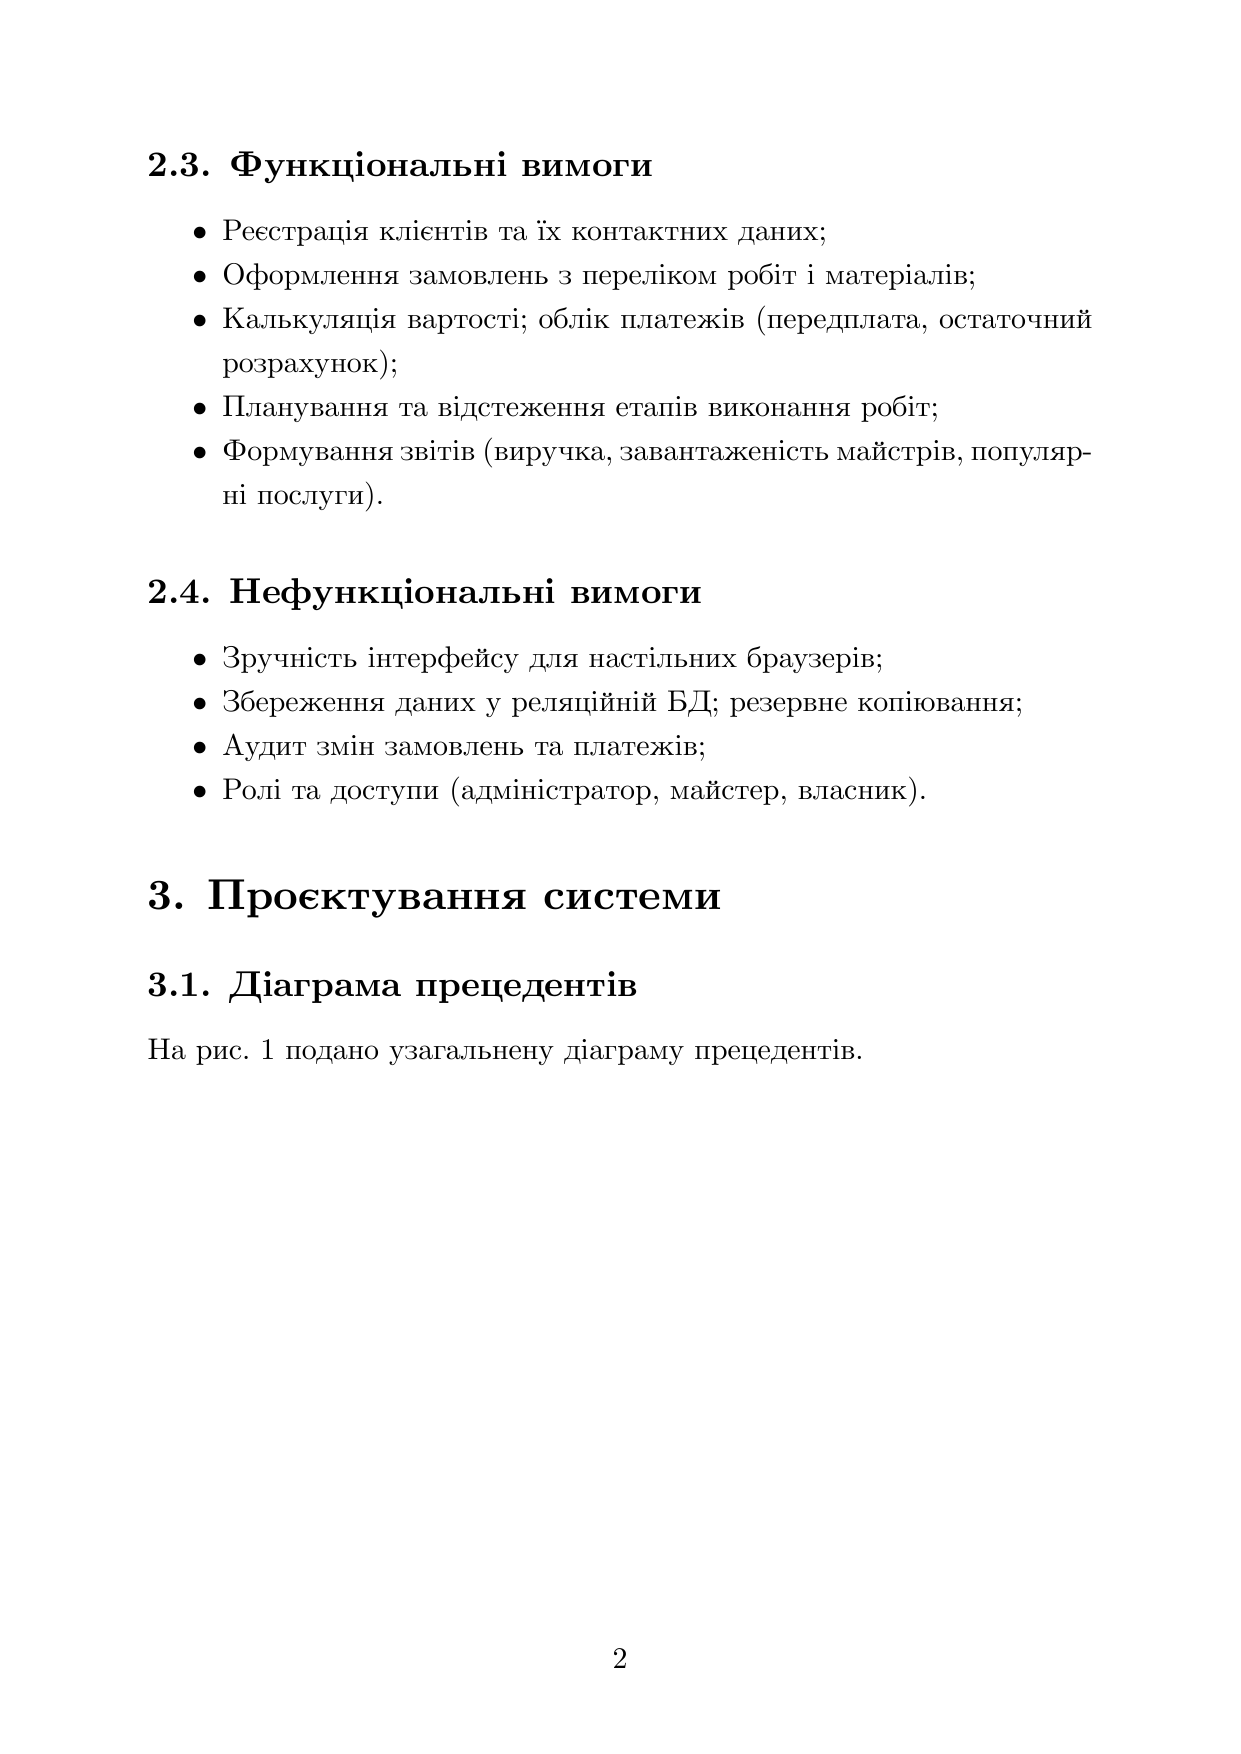 2.3. Функціональні вимоги
• Реєстрація клієнтів та їх контактних даних;
• Оформлення замовлень з переліком робіт і матеріалів;
• Калькуляція вартості; облік платежів (передплата, остаточний
розрахунок);
• Планування та відстеження етапів виконання робіт;
• Формування звітів (виручка, завантаженість майстрів, популяр-
ні послуги).
2.4. Нефункціональні вимоги
• Зручність інтерфейсу для настільних браузерів;
• Збереження даних у реляційній БД; резервне копіювання;
• Аудит змін замовлень та платежів;
• Ролі та доступи (адміністратор, майстер, власник).
3. Проєктування системи
3.1. Діаграма прецедентів
На рис. 1 подано узагальнену діаграму прецедентів.
2